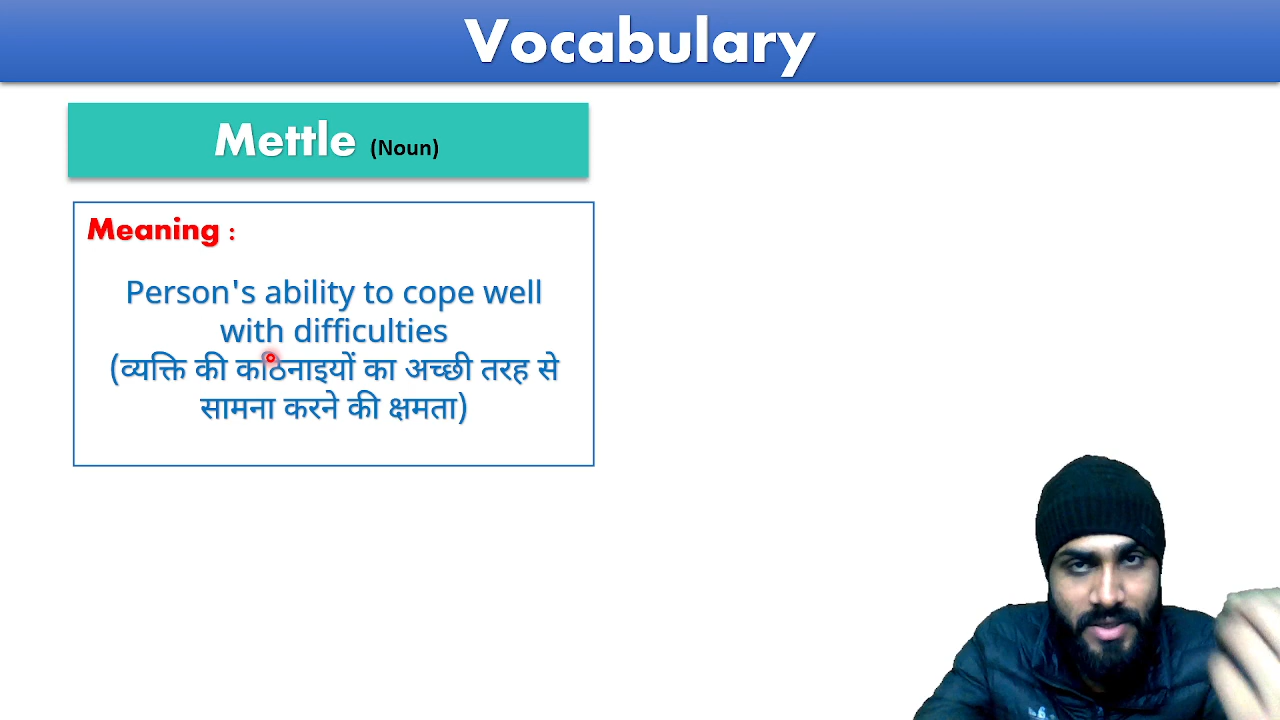 Vocabulary
Mettle (Noun)
Meaning :
Person's ability to cope well
with difficulties
(व्यक्ति की कठिनाइयों का अच्छी तरह से
सामना करने की क्षमता)